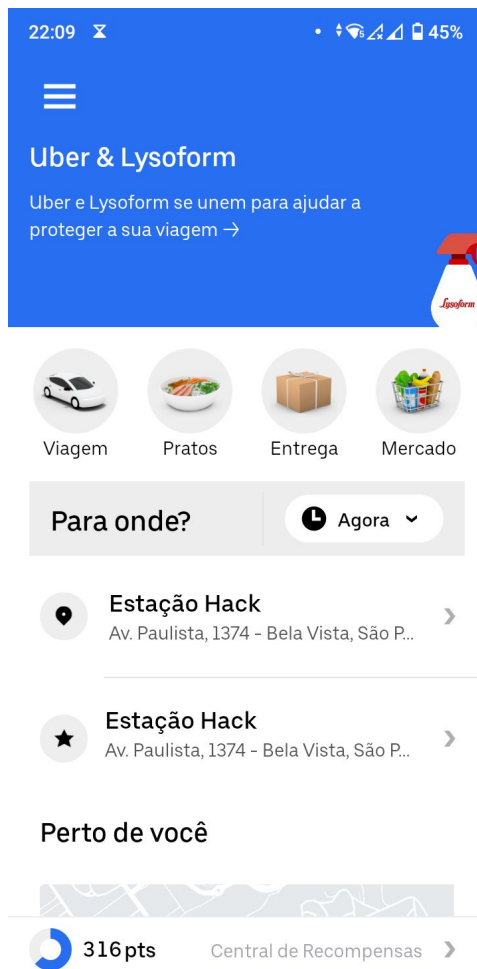 22:09
45%
Uber & Lysoform
Uber e Lysoform se unem para ajudar a
proteger a sua viagem →
Lysoform
Viagem
Pratos
Entrega
Mercado
Para onde?
Agora
Estação Hack
Av. Paulista, 1374 - Bela Vista, São P...
Estação Hack
Av. Paulista, 1374 - Bela Vista, São P...
Perto de você
316 pts
Central de Recompensas